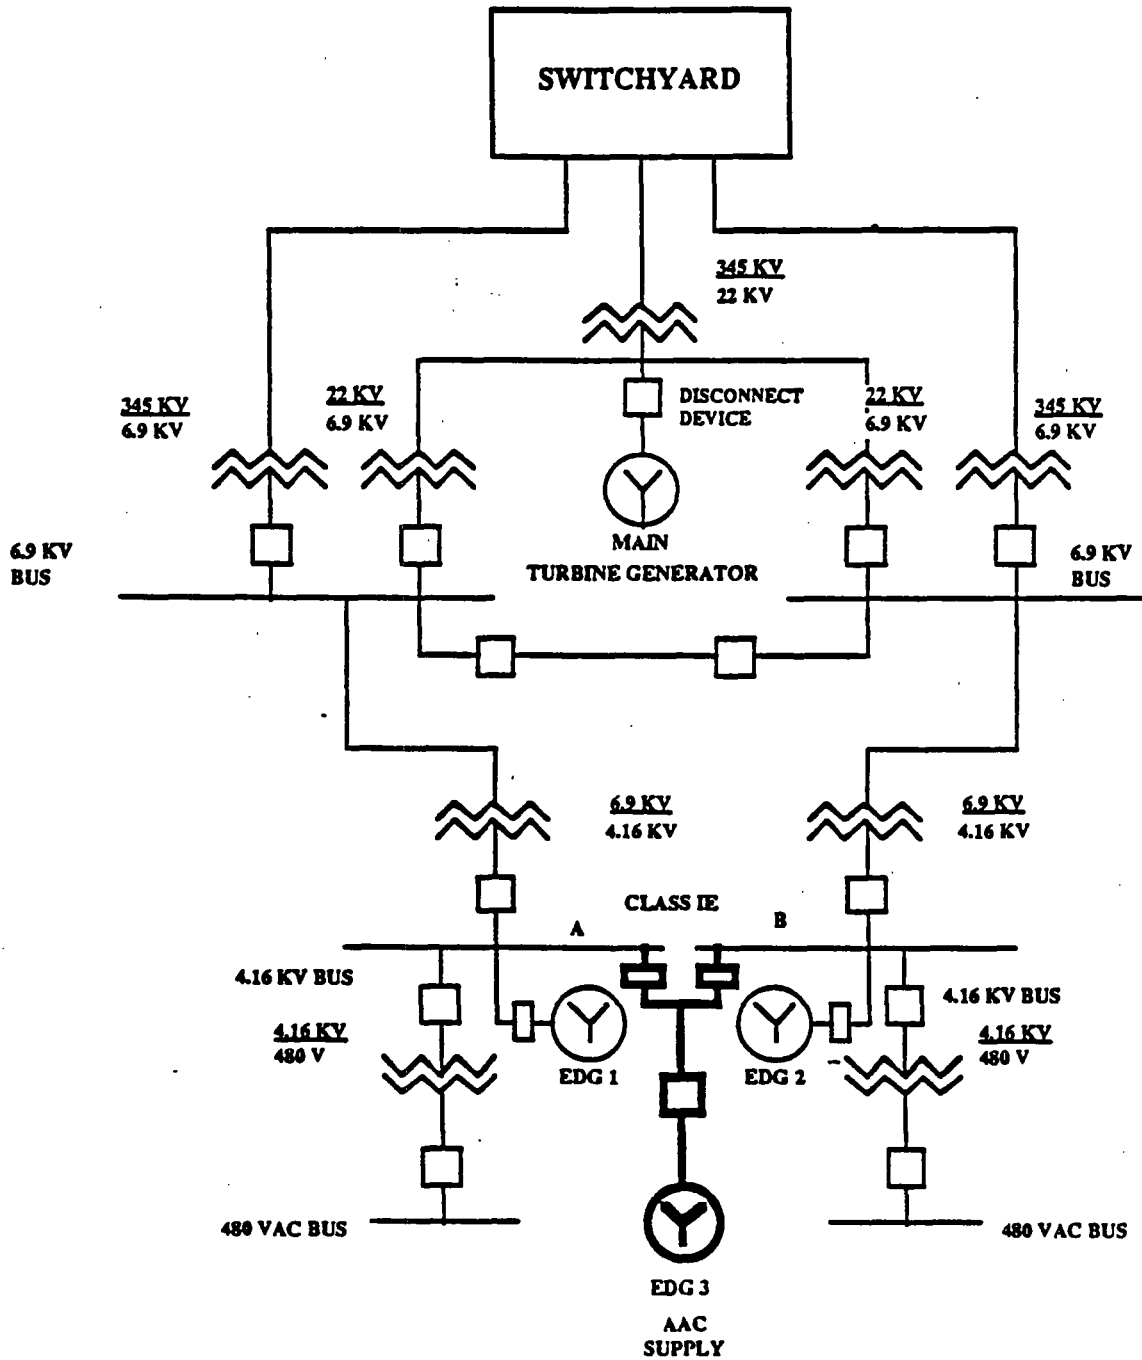 SWITCHYARD
345 KV
22 KV
345 KV
6.9 KV
22 KV
6.9 KV
DISCONNECT
DEVICE
22 KV
6.9 KV
345 KV
6.9 KV
6.9 KV
BUS
MAIN
TURBINE GENERATOR
6.9 KV
BUS
6.9 KV
4.16 KV
6.9 KV
4.16 KV
CLASS IE
A
B
4.16 KV BUS
4.16 KV BUS
4.16 KV
480 V
4.16 KV
480 V
EDG 1
EDG 2
480 VAC BUS
480 VAC BUS
EDG 3
AAC
SUPPLY